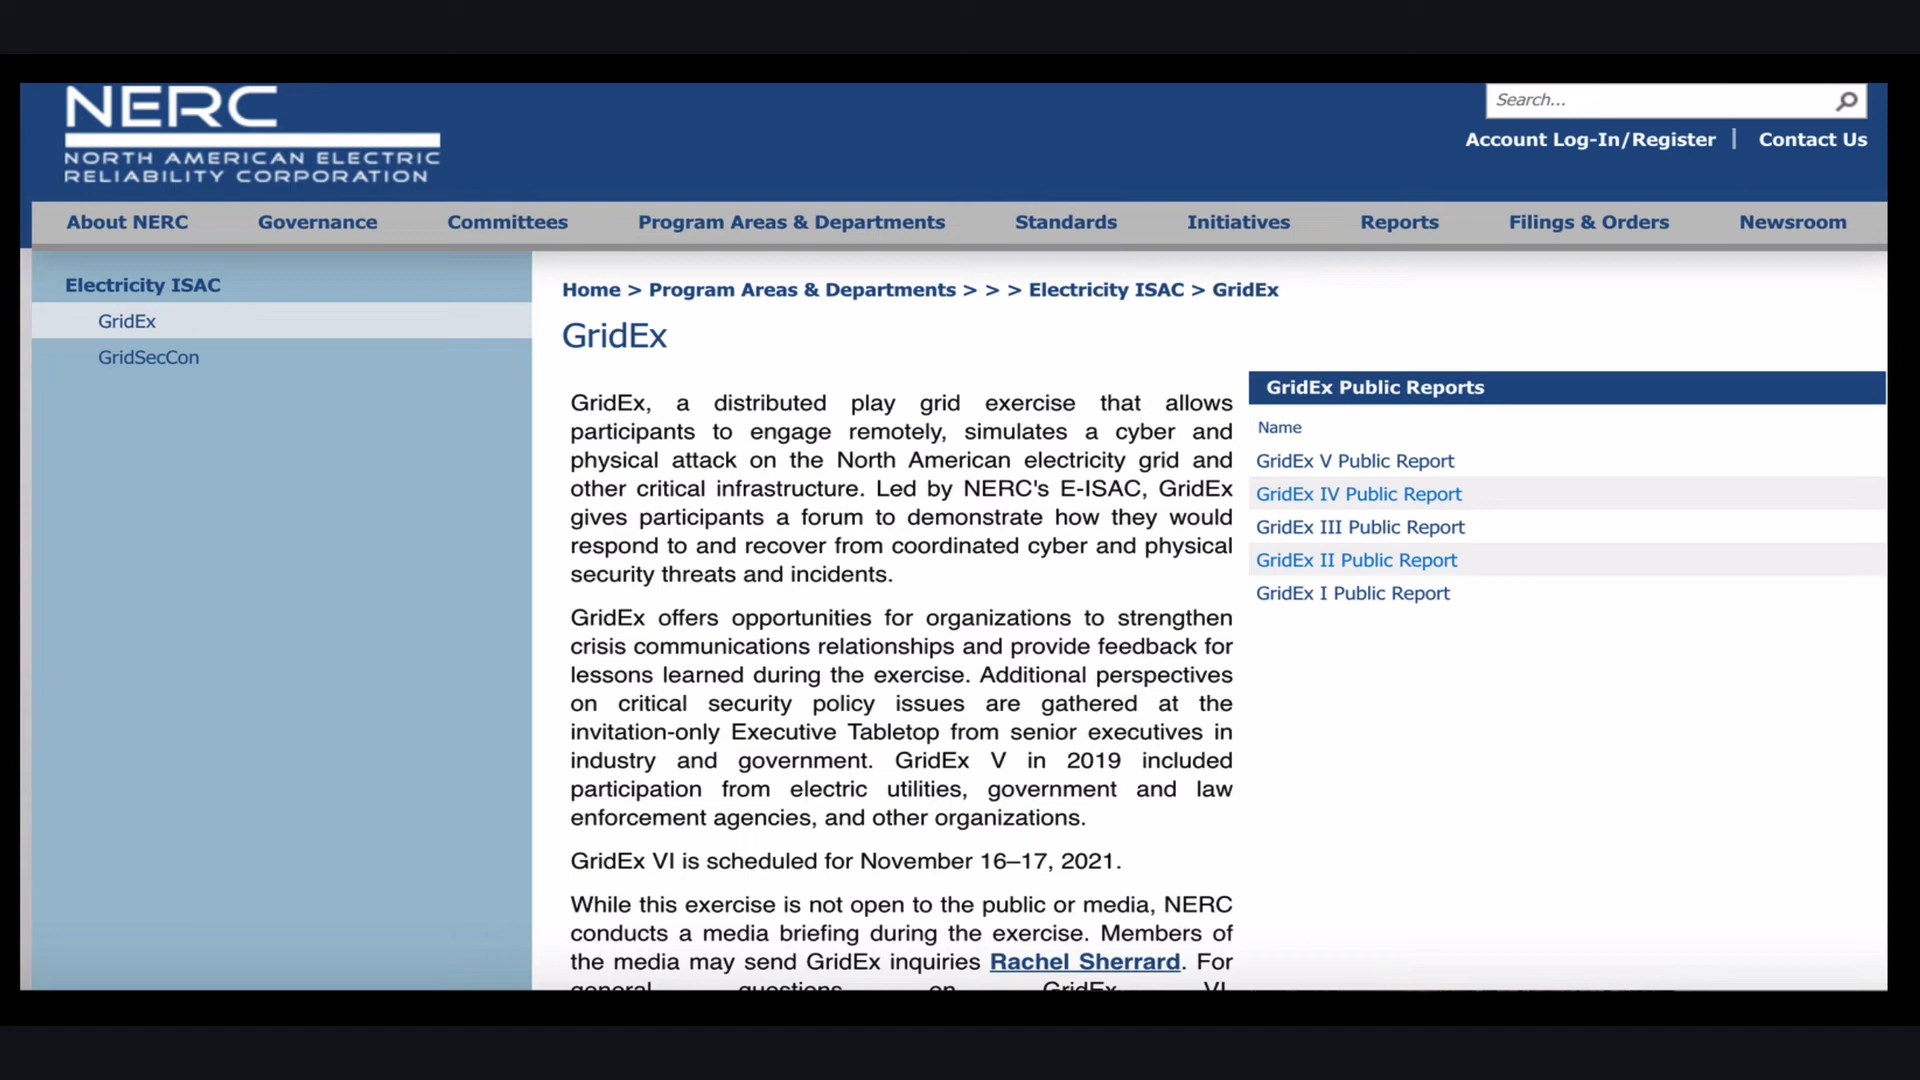 NERC
NORTH AMERICAN ELECTRIC
RELIABILITY CORPORATION
Search...
Account Log-In/Register | Contact Us
About NERC Governance Committees Program Areas & Departments Standards Initiatives Reports Filings & Orders Newsroom
Electricity ISAC
GridEx
GridSecCon
Home > Program Areas & Departments > > > Electricity ISAC > GridEx
GridEx
GridEx, a distributed play grid exercise that allows
participants to engage remotely, simulates a cyber and
physical attack on the North American electricity grid and
other critical infrastructure. Led by NERC's E-ISAC, GridEx
gives participants a forum to demonstrate how they would
respond to and recover from coordinated cyber and physical
security threats and incidents.
GridEx offers opportunities for organizations to strengthen
crisis communications relationships and provide feedback for
lessons learned during the exercise. Additional perspectives
on critical security policy issues are gathered at the
invitation-only Executive Tabletop from senior executives in
industry and government. GridEx V in 2019 included
participation from electric utilities, government and law
enforcement agencies, and other organizations.
GridEx VI is scheduled for November 16–17, 2021.
While this exercise is not open to the public or media, NERC
conducts a media briefing during the exercise. Members of
the media may send GridEx inquiries Rachel Sherrard. For
general questions on GridEx VI
GridEx Public Reports
Name
GridEx V Public Report
GridEx IV Public Report
GridEx III Public Report
GridEx II Public Report
GridEx I Public Report